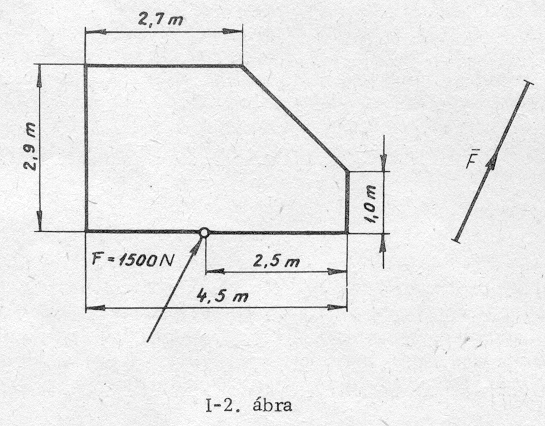 2,7 m
2,9 m
F̄
1,0 m
F = 1500 N
2,5 m
4,5 m
I-2. ábra